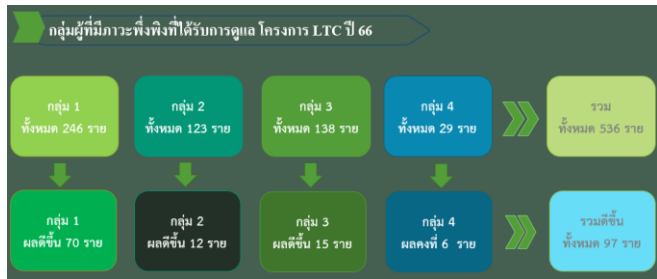 กลุ่มผู้ที่มีภาวะพึ่งพิงที่ได้รับการดูแล โครงการ LTC ปี 66
กลุ่ม 1
ทั้งหมด 246 ราย
กลุ่ม 2
ทั้งหมด 123 ราย
กลุ่ม 3
ทั้งหมด 138 ราย
กลุ่ม 4
ทั้งหมด 29 ราย
รวม
ทั้งหมด 536 ราย
กลุ่ม 1
ผลดีขึ้น 70 ราย
กลุ่ม 2
ผลดีขึ้น 12 ราย
กลุ่ม 3
ผลดีขึ้น 15 ราย
กลุ่ม 4
ผลคงที่ 6 ราย
รวมดีขึ้น
ทั้งหมด 97 ราย